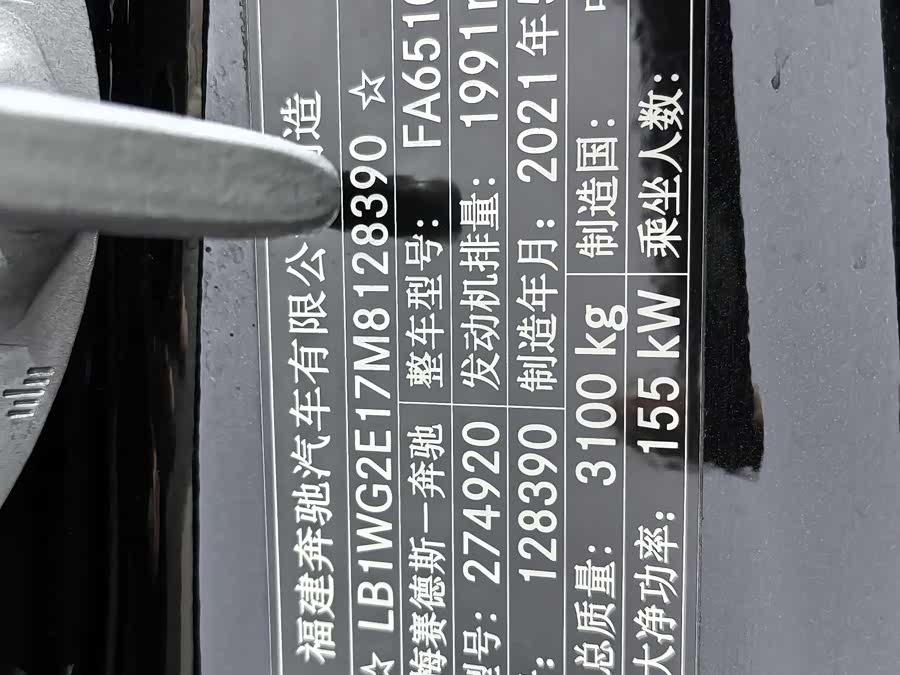 福建奔驰汽车有限公 造
☆ LB1WG2E17M8128390 ☆
梅赛德斯—奔驰 整车型号: FA6510
型号: 274920 发动机排量: 1991
: 128390 制造年月: 2021年
总质量: 3100 kg 制造国:
大净功率: 155 kW 乘坐人数: